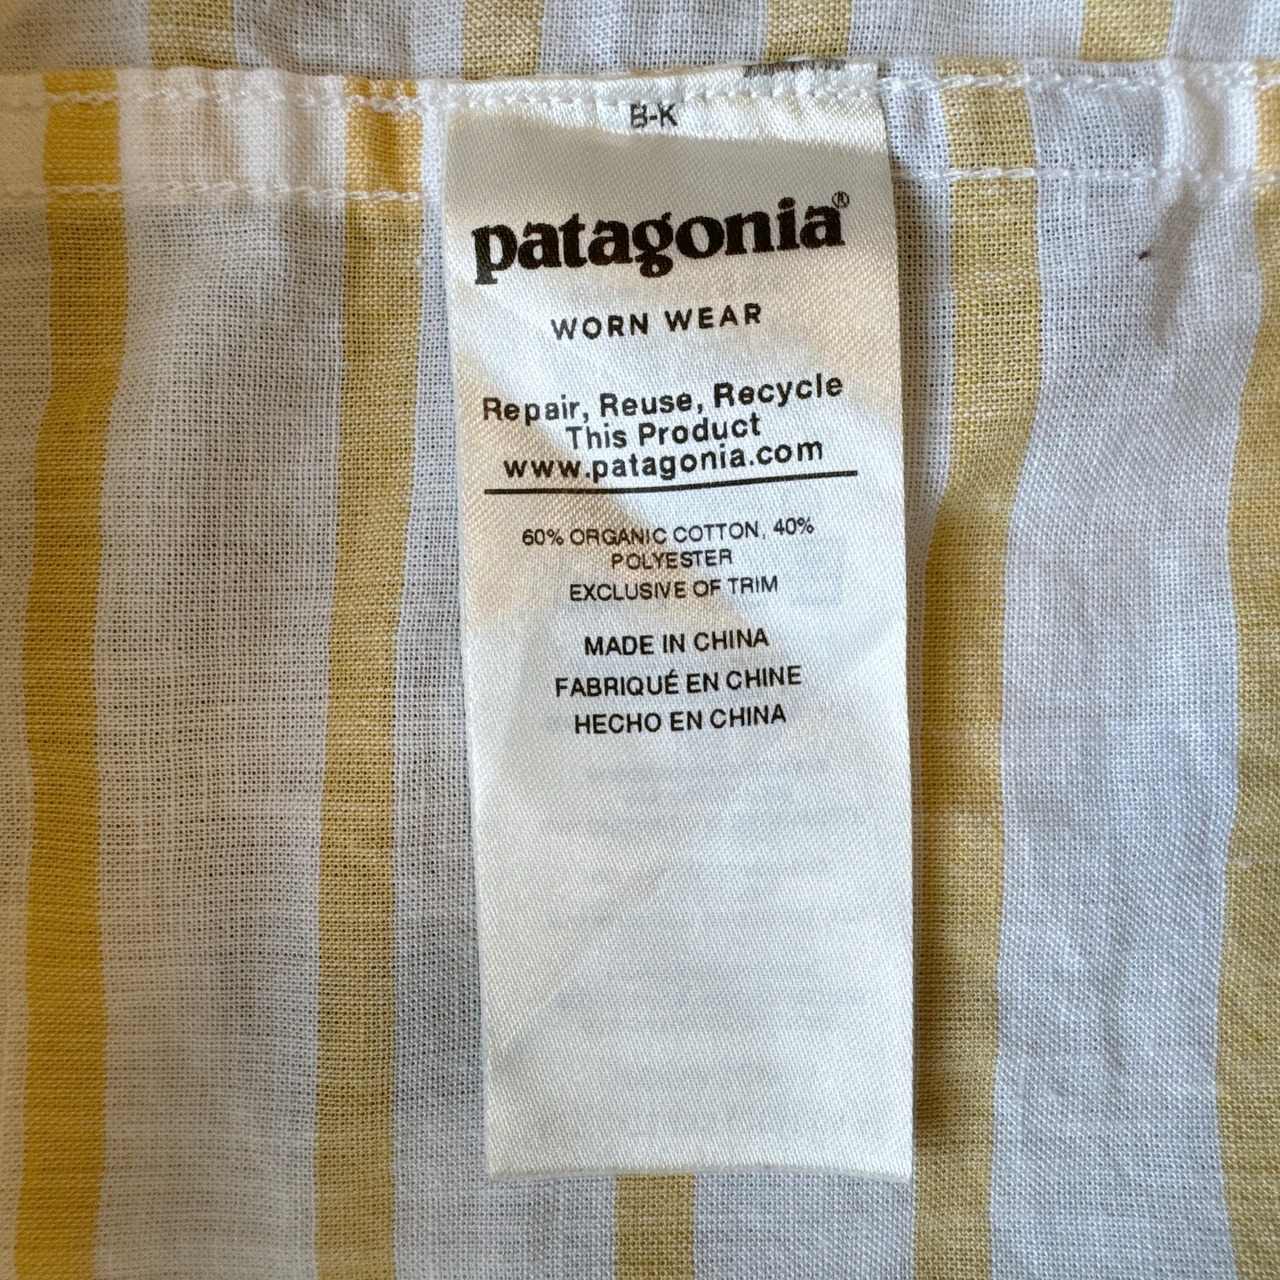 B-K
patagonia®
WORN WEAR
Repair, Reuse, Recycle
This Product
www.patagonia.com
60% ORGANIC COTTON, 40%
POLYESTER
EXCLUSIVE OF TRIM
MADE IN CHINA
FABRIQUÉ EN CHINE
HECHO EN CHINA